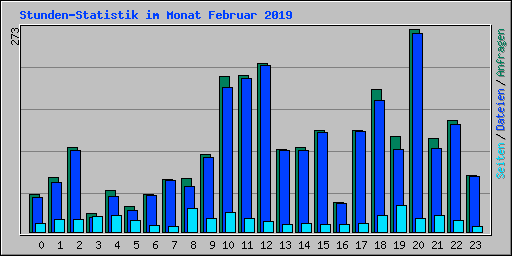 Stunden-Statistik im Monat Februar 2019
273
0 1 2 3 4 5 6 7 8 9 10 11 12 13 14 15 16 17 18 19 20 21 22 23
Seiten / Dateien / Anfragen